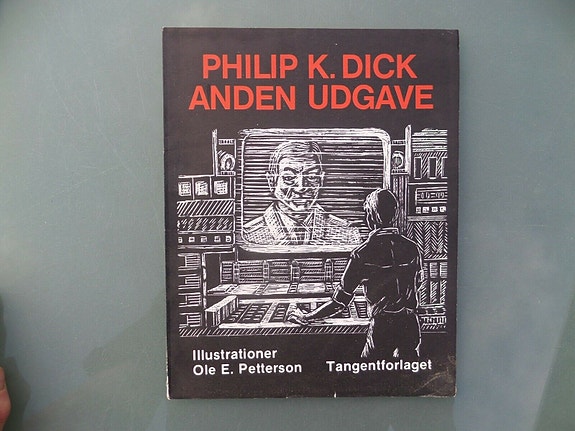 PHILIP K. DICK
ANDEN UDGAVE
Illustrationer
Ole E. Petterson
Tangentforlaget